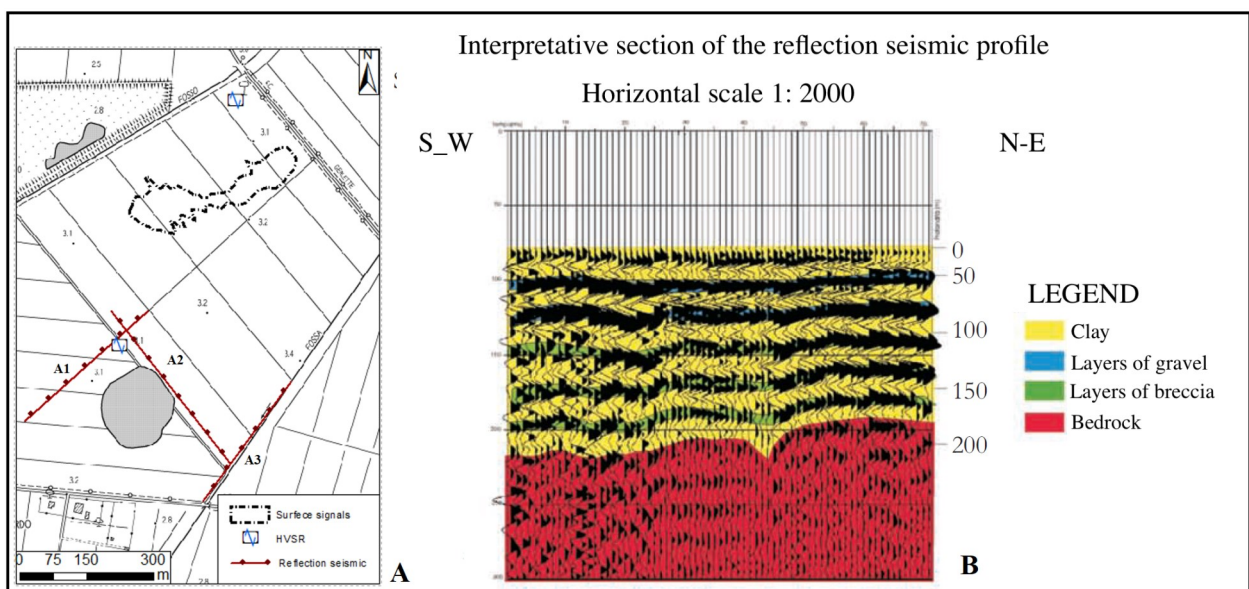 Interpretative section of the reflection seismic profile
Horizontal scale 1: 2000
S_W
N-E
N
2.5
FOSSO
2.8
3.1
3.2
3.1
3.2
3.4
FOSSA
A1
A2
3.1
A3
3.2
2.8
2.8
Surfece signals
HVSR
Reflection seismic
0 75 150 300
m
A
0
50
100
150
200
LEGEND
Clay
Layers of gravel
Layers of breccia
Bedrock
B